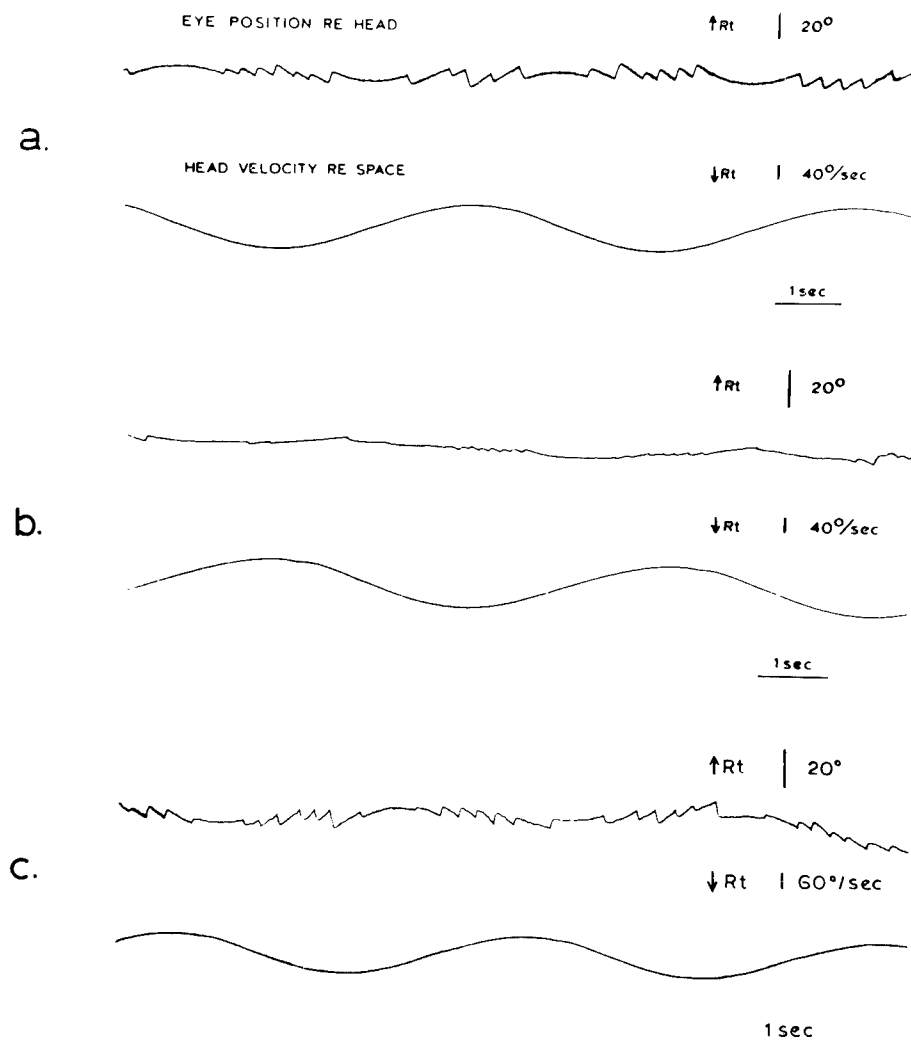 EYE POSITION RE HEAD ↑Rt 20°
a.
HEAD VELOCITY RE SPACE ↓Rt 40°/sec
1sec
↑Rt 20°
b.
↓Rt 40°/sec
1sec
↑Rt 20°
c.
↓Rt 60°/sec
1sec